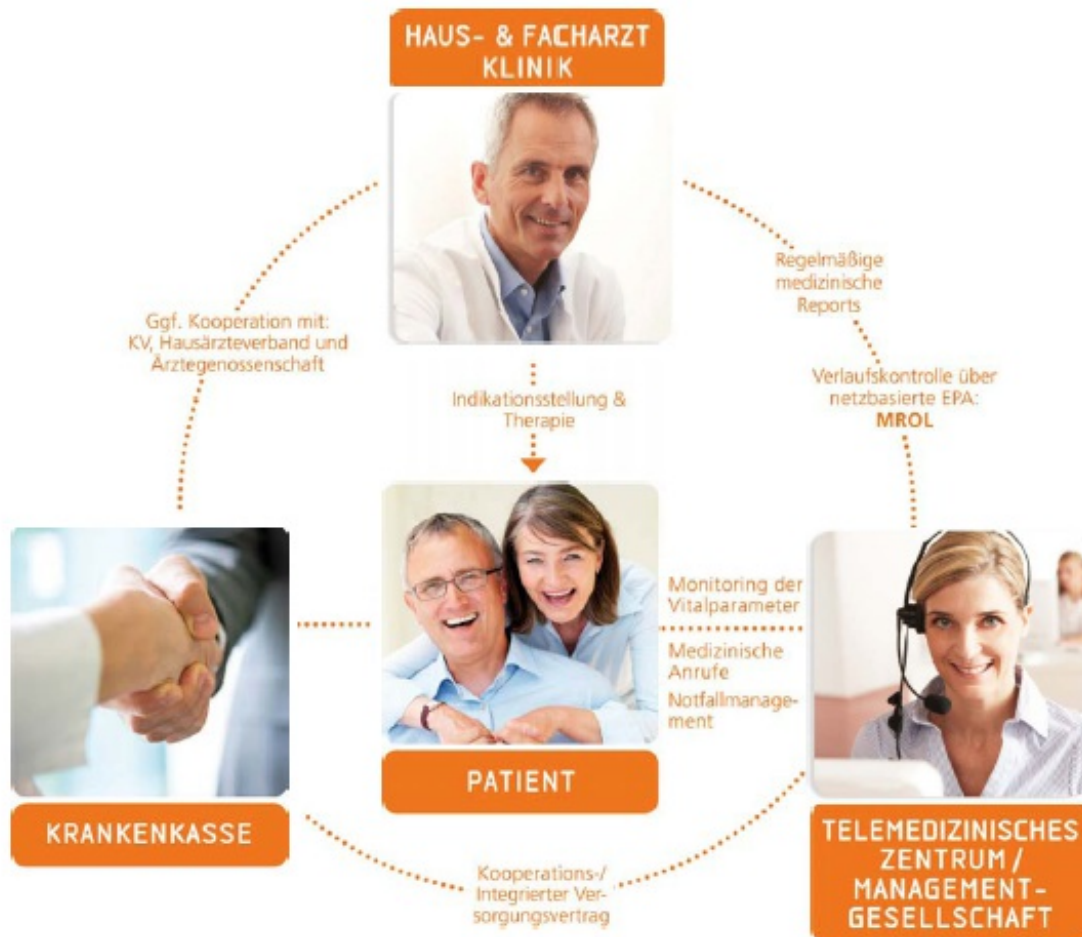 HAUS- & FACHARZT
KLINIK
Regelmäßige
medizinische
Reports
Ggf. Kooperation mit:
KV, Hausärzteverband und
Ärztegenossenschaft
Verlaufskontrolle über
netzbasierte EPA:
MROL
Indikationsstellung &
Therapie
Monitoring der
Vitalparameter
Medizinische
Anrufe
Notfallmanage-
ment
PATIENT
KRANKENKASSE
TELEMEDIZINISCHES
ZENTRUM /
MANAGEMENT-
GESELLSCHAFT
Kooperations-/
Integrierter Ver-
sorgungsvertrag